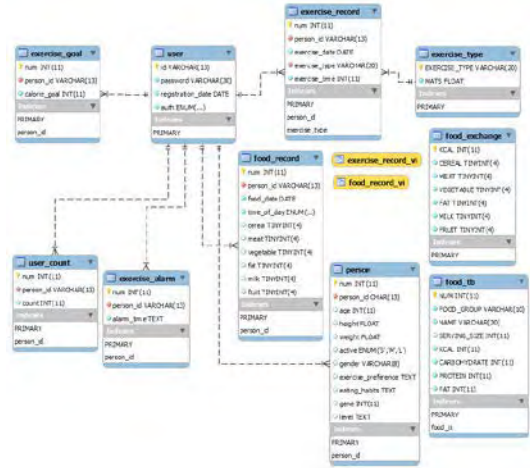 exercise_goal
num INT(11)
person_id VARCHAR(13)
calorie_goal INT(11)
Indexes
PRIMARY
person_id
user
id VARCHAR(13)
password VARCHAR(30)
registration_date DATE
auth ENUM(...)
Indexes
PRIMARY
exercise_record
num INT(11)
person_id VARCHAR(13)
exercise_date DATE
exercise_type VARCHAR(20)
exercise_time INT(11)
Indexes
PRIMARY
person_id
exercise_type
exercise_type
EXERCISE_TYPE VARCHAR(20)
MATS FLOAT
Indexes
PRIMARY
food_record
num INT(11)
person_id VARCHAR(13)
food_date DATE
time_of_day ENUM(...)
cereal TINYINT(4)
meat TINYINT(4)
vegetable TINYINT(4)
fat TINYINT(4)
milk TINYINT(4)
fruit TINYINT(4)
Indexes
PRIMARY
person_id
exercise_record_vi
food_record_vi
food_exchange
KCAL INT(11)
CEREAL TINYINT(4)
MEAT TINYINT(4)
VEGETABLE TINYINT(4)
FAT TINYINT(4)
MILK TINYINT(4)
FRUIT TINYINT(4)
Indexes
PRIMARY
user_count
num INT(11)
person_id VARCHAR(13)
count INT(11)
Indexes
PRIMARY
person_id
exercise_alarm
num INT(11)
person_id VARCHAR(13)
alarm_time TEXT
Indexes
PRIMARY
person_id
person
num INT(11)
person_id CHAR(13)
age INT(11)
height FLOAT
weight FLOAT
active ENUM('S','M','L')
gender VARCHAR(8)
exercise_preference TEXT
eating_habits TEXT
gene INT(11)
level TEXT
Indexes
PRIMARY
person_id
food_tb
NUM INT(11)
FOOD_GROUP VARCHAR(10)
NAME VARCHAR(30)
SERVING_SIZE INT(11)
KCAL INT(11)
CARBOHYDRATE INT(11)
PROTEIN INT(11)
FAT INT(11)
Indexes
PRIMARY